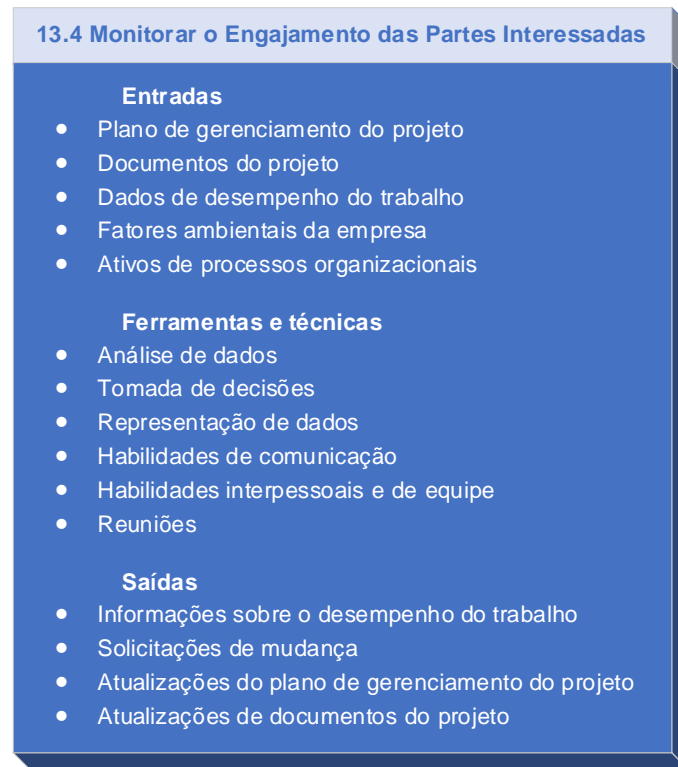 13.4 Monitorar o Engajamento das Partes Interessadas
Entradas
• Plano de gerenciamento do projeto
• Documentos do projeto
• Dados de desempenho do trabalho
• Fatores ambientais da empresa
• Ativos de processos organizacionais
Ferramentas e técnicas
• Análise de dados
• Tomada de decisões
• Representação de dados
• Habilidades de comunicação
• Habilidades interpessoais e de equipe
• Reuniões
Saídas
• Informações sobre o desempenho do trabalho
• Solicitações de mudança
• Atualizações do plano de gerenciamento do projeto
• Atualizações de documentos do projeto